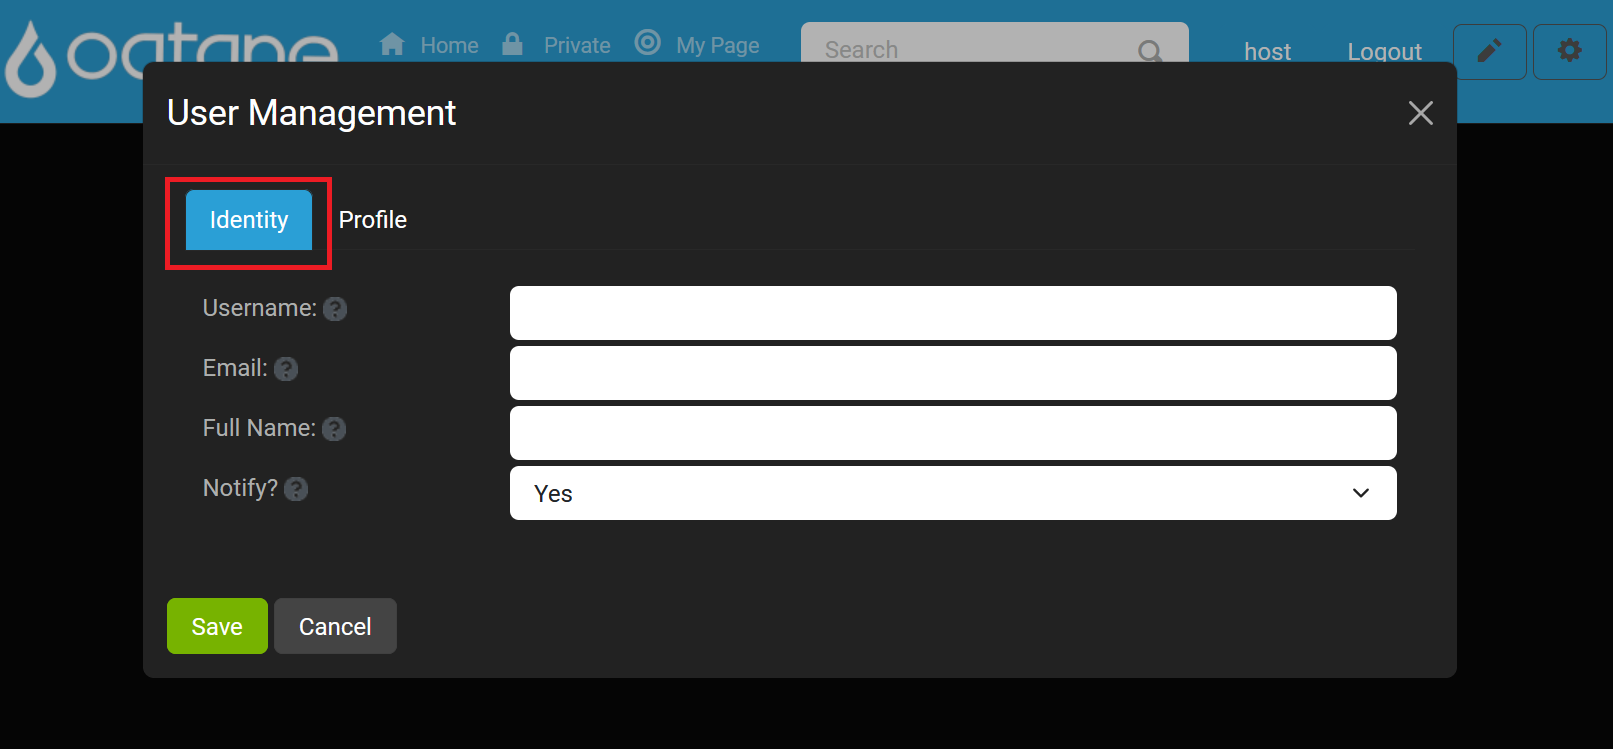 oqtane Home Private My Page Search host Logout
User Management
Identity Profile
Username: ?
Email: ?
Full Name: ?
Notify? ? Yes
Save Cancel